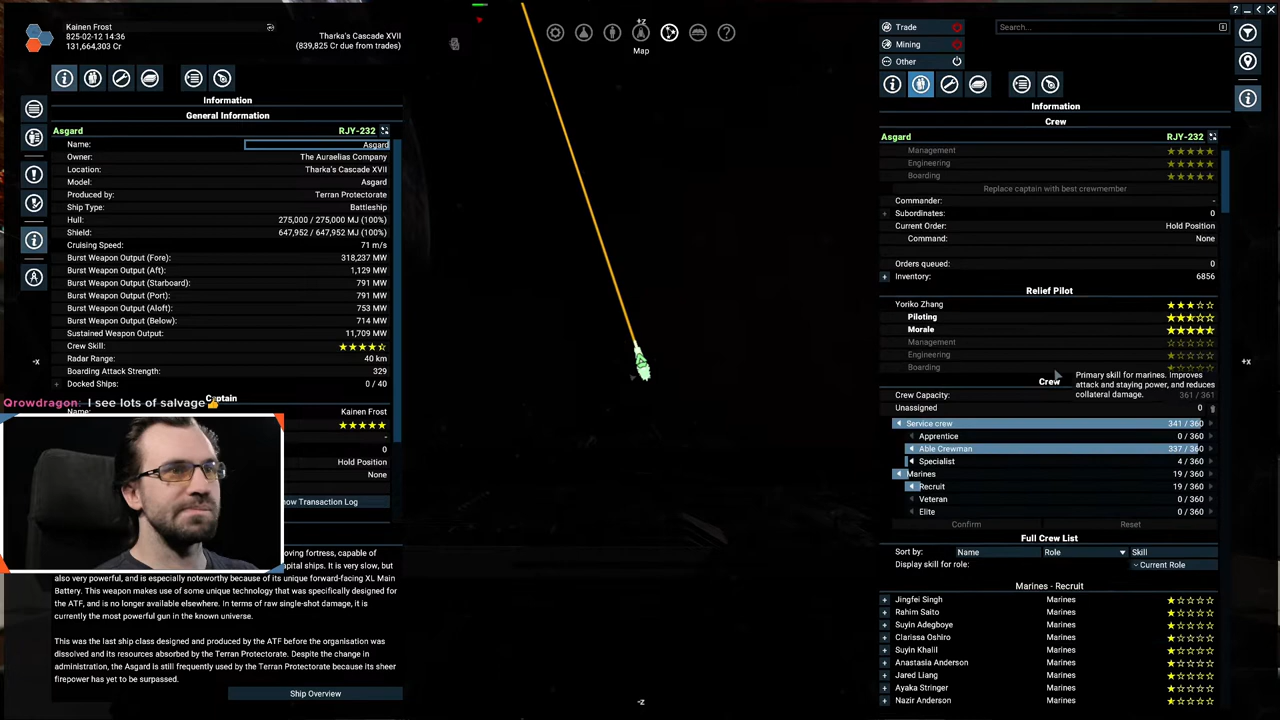 Kainen Frost
825-02-12 14:36
131,664,303 Cr
Tharka's Cascade XVII
(839,825 Cr due from trades)
Information
General Information
Asgard RJY-232
Name: Asgard
Owner: The Auraelias Company
Location: Tharka's Cascade XVII
Model: Asgard
Produced by: Terran Protectorate
Ship Type: Battleship
Hull: 275,000 / 275,000 MJ (100%)
Shield: 647,952 / 647,952 MJ (100%)
Cruising Speed: 71 m/s
Burst Weapon Output (Fore): 318,237 MW
Burst Weapon Output (Aft): 1,129 MW
Burst Weapon Output (Starboard): 791 MW
Burst Weapon Output (Port): 791 MW
Burst Weapon Output (Aloft): 753 MW
Burst Weapon Output (Below): 714 MW
Sustained Weapon Output: 11,709 MW
Crew Skill:
Radar Range: 40 km
Boarding Attack Strength: 329
Docked Ships: 0 / 40
Captain
Qrowdragon: I see lots of salvage
Name: Kainen Frost
-
0
Hold Position
None
how Transaction Log
oving fortress, capable of
pital ships. It is very slow, but
also very powerful, and is especially noteworthy because of its unique forward-facing XL Main
Battery. This weapon makes use of some unique technology that was specifically designed for
the ATF, and is no longer available elsewhere. In terms of raw single-shot damage, it is
currently the most powerful gun in the known universe.
This was the last ship class designed and produced by the ATF before the organisation was
dissolved and its resources absorbed by the Terran Protectorate. Despite the change in
administration, the Asgard is still frequently used by the Terran Protectorate because its sheer
firepower has yet to be surpassed.
Ship Overview
+z
Map
-x
+x
-z
Trade
Mining
Other
Search...
Information
Crew
Asgard RJY-232
Management
Engineering
Boarding
Replace captain with best crewmember
Commander: -
Subordinates: 0
Current Order: Hold Position
Command: None
Orders queued: 0
Inventory: 6856
Relief Pilot
Yoriko Zhang
Piloting
Morale
Management
Engineering
Boarding
Primary skill for marines. Improves
attack and staying power, and reduces
collateral damage.
Crew
Crew Capacity: 361 / 361
Unassigned 0
Service crew 341 / 360
Apprentice 0 / 360
Able Crewman 337 / 360
Specialist 4 / 360
Marines 19 / 360
Recruit 19 / 360
Veteran 0 / 360
Elite 0 / 360
Confirm Reset
Full Crew List
Sort by: Name Role Skill
Display skill for role: Current Role
Marines - Recruit
Jingfei Singh Marines
Rahim Saito Marines
Suyin Adegboye Marines
Clarissa Oshiro Marines
Suyin Khalil Marines
Anastasia Anderson Marines
Jared Liang Marines
Ayaka Stringer Marines
Nazir Anderson Marines